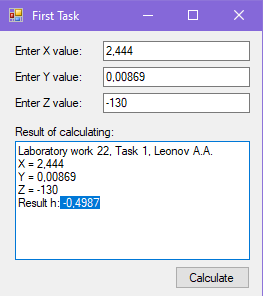 First Task
Enter X value: 2,444
Enter Y value: 0,00869
Enter Z value: -130
Result of calculating:
Laboratory work 22, Task 1, Leonov A.A.
X = 2,444
Y = 0,00869
Z = -130
Result h: -0,4987
Calculate